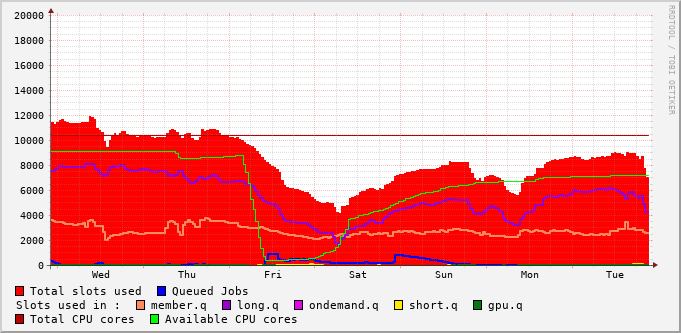 RRDTOOL / TOBI OETIKER
20000
18000
16000
14000
12000
10000
8000
6000
4000
2000
0
Wed Thu Fri Sat Sun Mon Tue
Total slots used Queued Jobs
Slots used in : member.q long.q ondemand.q short.q gpu.q
Total CPU cores Available CPU cores